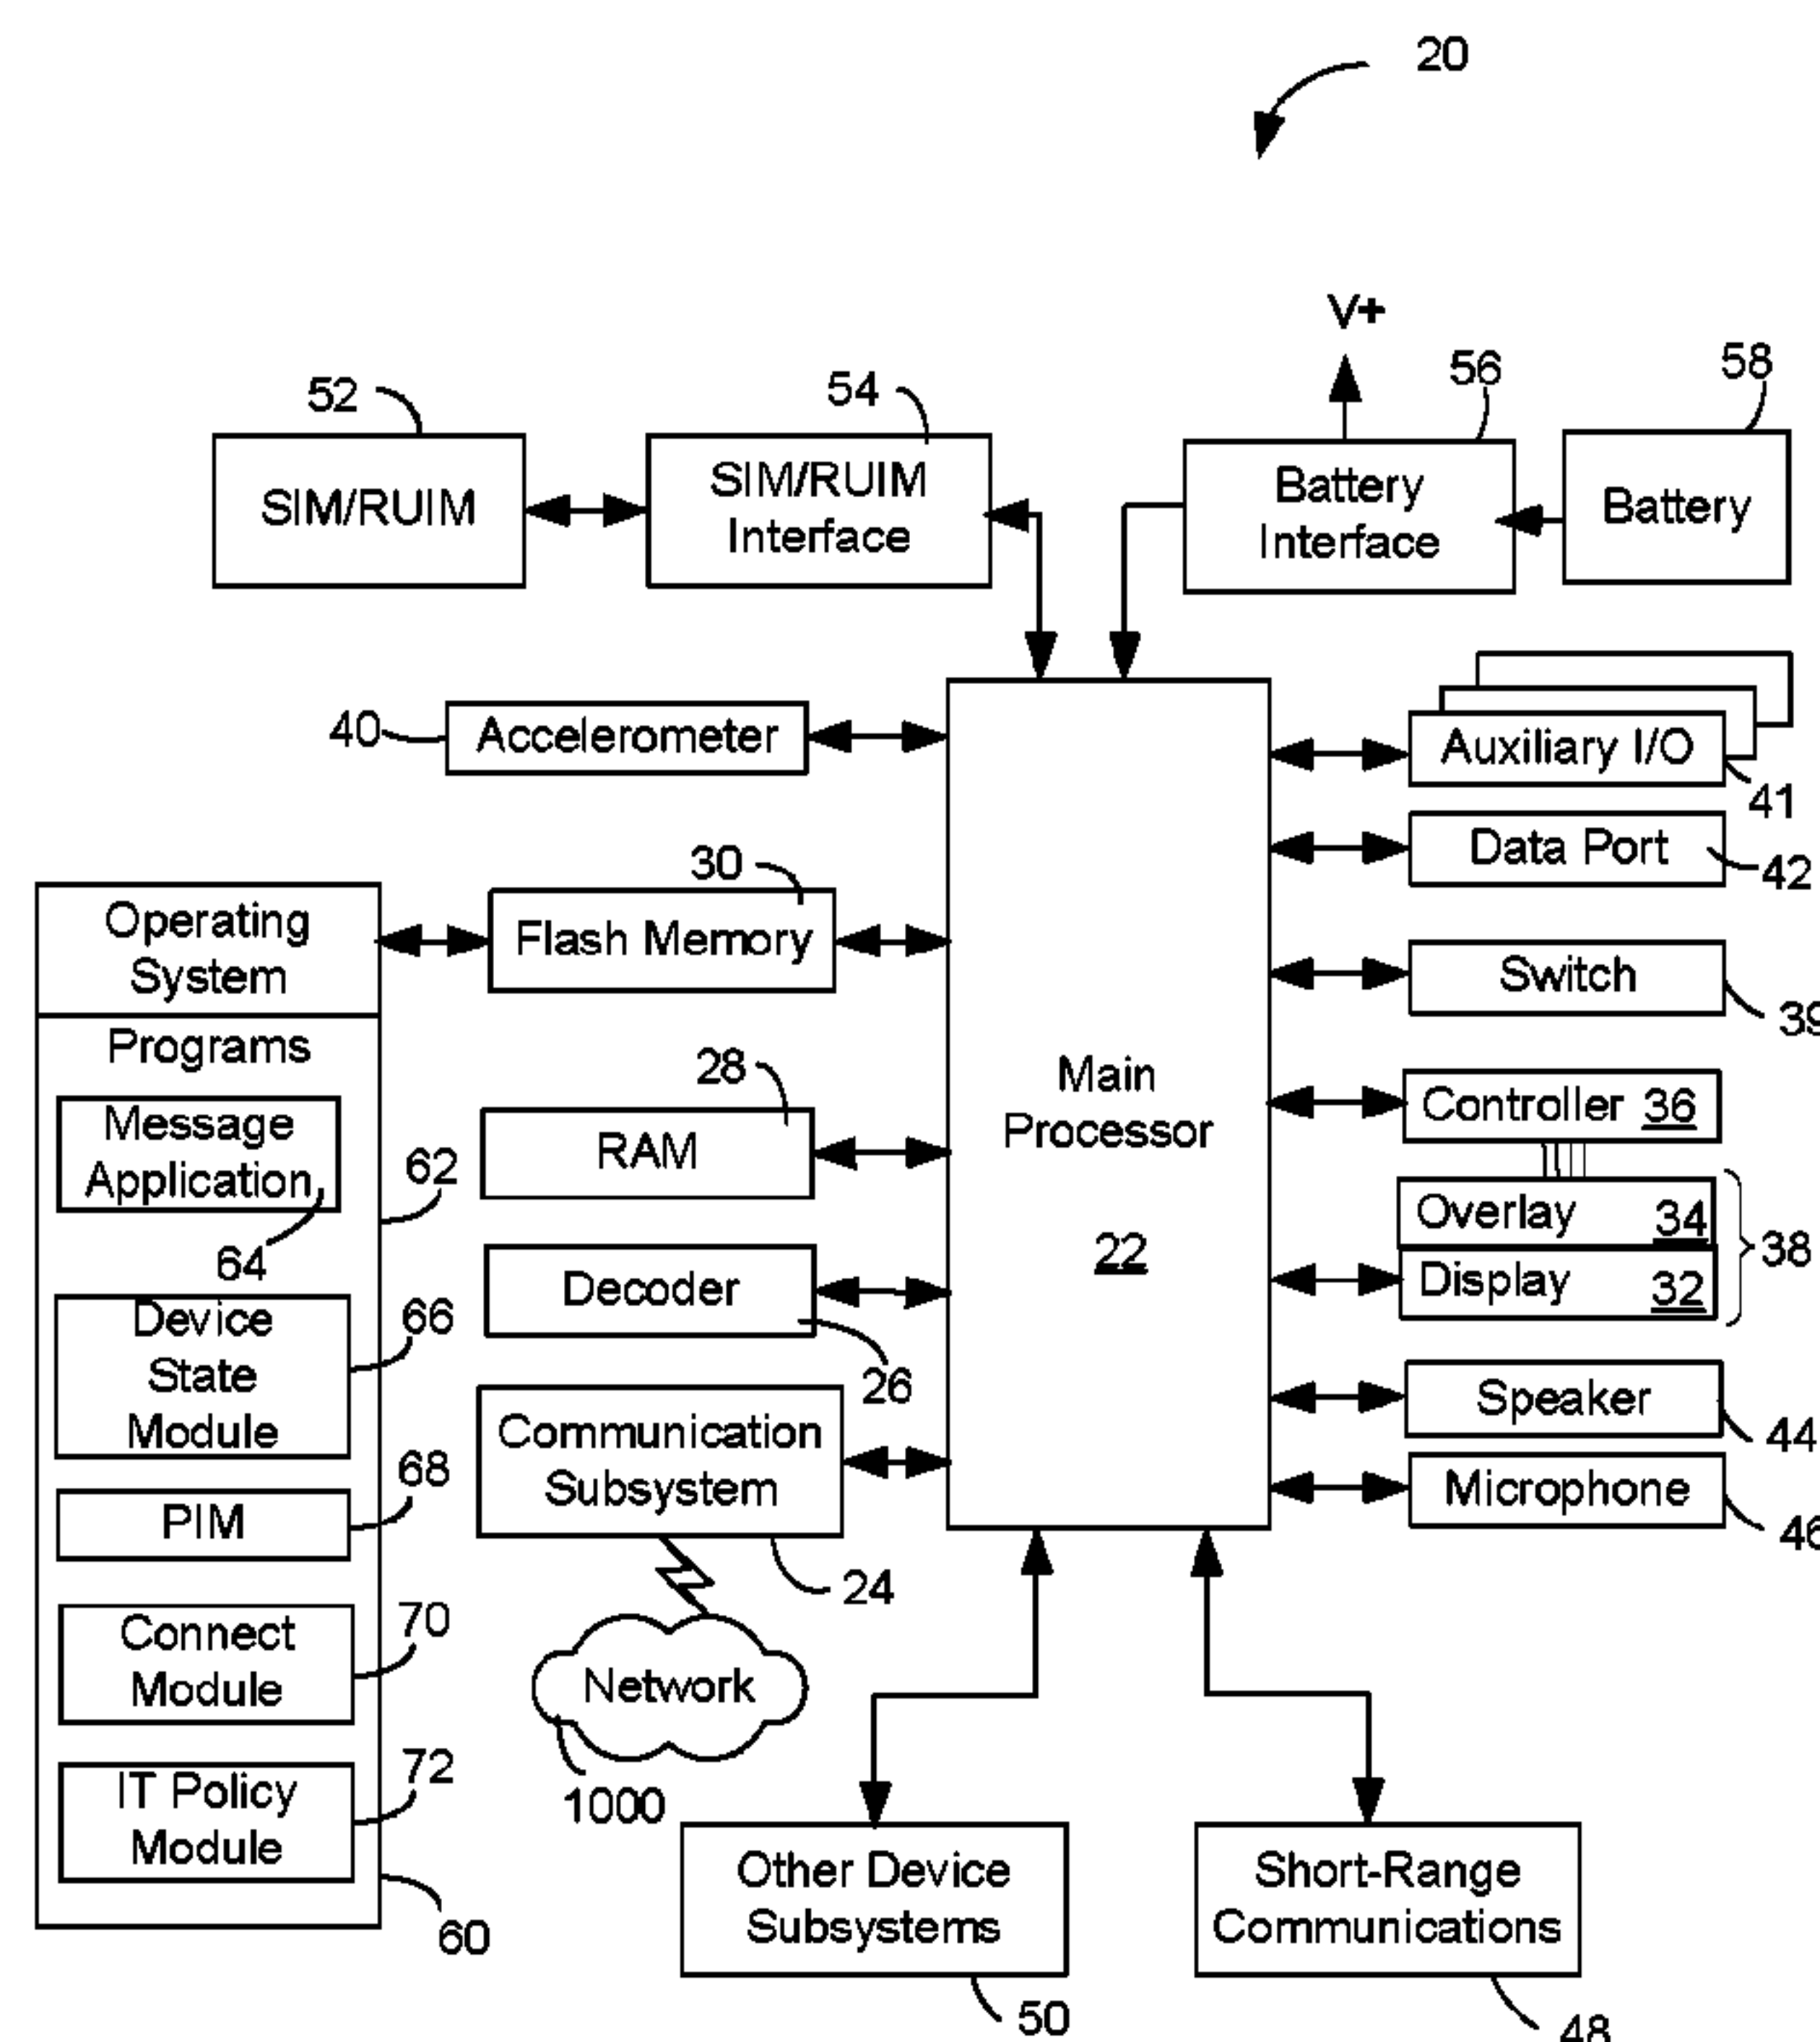 20
V+
52
54
56
58
SIM/RUIM
SIM/RUIM
Interface
Battery
Interface
Battery
40
Accelerometer
Auxiliary I/O
41
Data Port
42
30
Flash Memory
Operating
System
Switch
39
Programs
Message
Application
64
62
28
RAM
Main
Processor
22
Controller 36
Overlay 34
Display 32
38
Decoder
26
Device
State
Module
66
Communication
Subsystem
24
Speaker
44
Microphone
46
PIM
68
Connect
Module
70
Network
1000
IT Policy
Module
72
60
Other Device
Subsystems
50
Short-Range
Communications
48